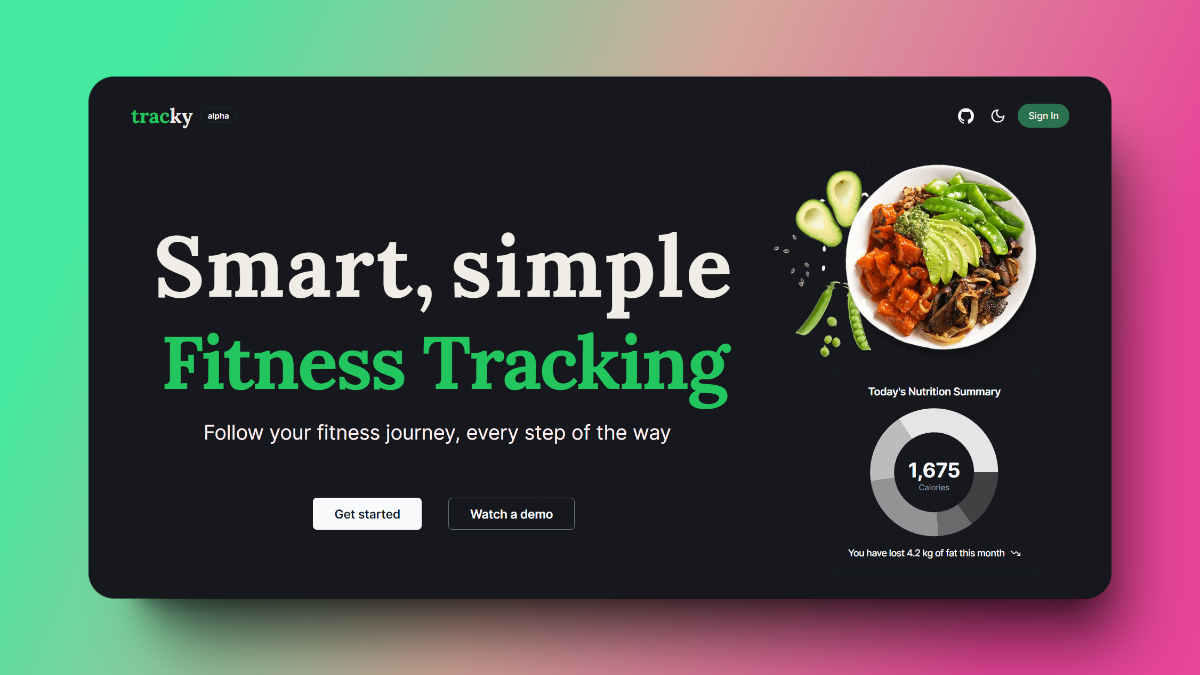 tracky alpha
Sign In
Smart, simple
Fitness Tracking
Follow your fitness journey, every step of the way
Get started
Watch a demo
Today's Nutrition Summary
1,675
Calories
You have lost 4.2 kg of fat this month